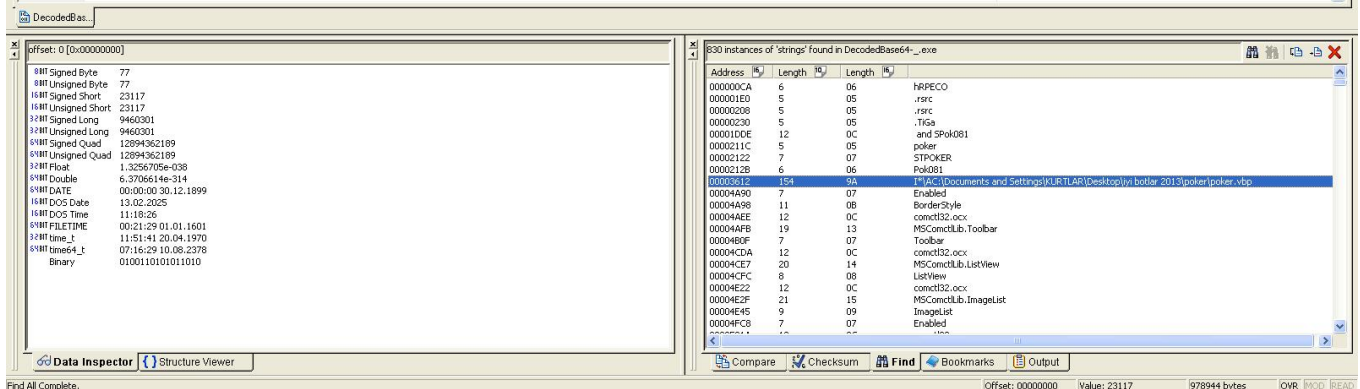 DecodedBas...
offset: 0 [0x00000000]
8BIT Signed Byte 77
8BIT Unsigned Byte 77
16BIT Signed Short 23117
16BIT Unsigned Short 23117
32BIT Signed Long 9460301
32BIT Unsigned Long 9460301
64BIT Signed Quad 12894362189
64BIT Unsigned Quad 12894362189
32BIT Float 1.3256705e-038
64BIT Double 6.3706614e-314
64BIT DATE 00:00:00 30.12.1899
16BIT DOS Date 13.02.2025
16BIT DOS Time 11:18:26
64BIT FILETIME 00:21:29 01.01.1601
32BIT time_t 11:51:41 20.04.1970
64BIT time64_t 07:16:29 10.08.2378
Binary 0100110101011010
Data Inspector { } Structure Viewer
830 instances of 'strings' found in DecodedBase64-_.exe
Address 16 Length 10 Length 16
000000CA 6 06 hRPECO
000001E0 5 05 .rsrc
00000208 5 05 .rsrc
00000230 5 05 .TiGa
00001DDE 12 0C and SPok081
0000211C 5 05 poker
00002122 7 07 STPOKER
0000212B 6 06 Pok081
00003612 154 9A I*\AC:\Documents and Settings\KURTLAR\Desktop\iyi botlar 2013\poker\poker.vbp
00004A90 7 07 Enabled
00004A98 11 0B BorderStyle
00004AEE 12 0C comctl32.ocx
00004AFB 19 13 MSComctlLib.Toolbar
00004B0F 7 07 Toolbar
00004CDA 12 0C comctl32.ocx
00004CE7 20 14 MSComctlLib.ListView
00004CFC 8 08 ListView
00004E22 12 0C comctl32.ocx
00004E2F 21 15 MSComctlLib.ImageList
00004E45 9 09 ImageList
00004FC8 7 07 Enabled
Compare Checksum Find Bookmarks Output
Find All Complete. Offset: 00000000 Value: 23117 978944 bytes OVR MOD READ